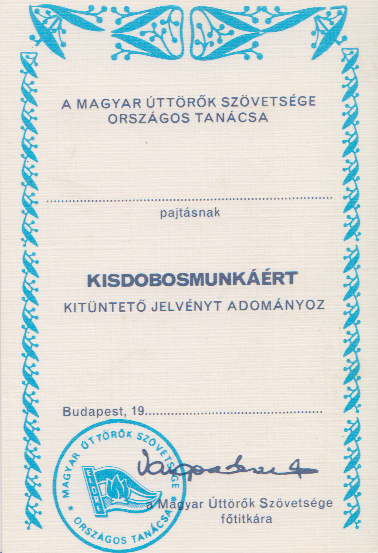 A MAGYAR ÚTTÖRŐK SZÖVETSÉGE
ORSZÁGOS TANÁCSA
pajtásnak
KISDOBOSMUNKÁÉRT
KITÜNTETŐ JELVÉNYT ADOMÁNYOZ
Budapest, 19
MAGYAR ÚTTÖRŐK SZÖVETSÉGE
* ORSZÁGOS TANÁCSA *
a Magyar Úttörők Szövetsége
főtitkára